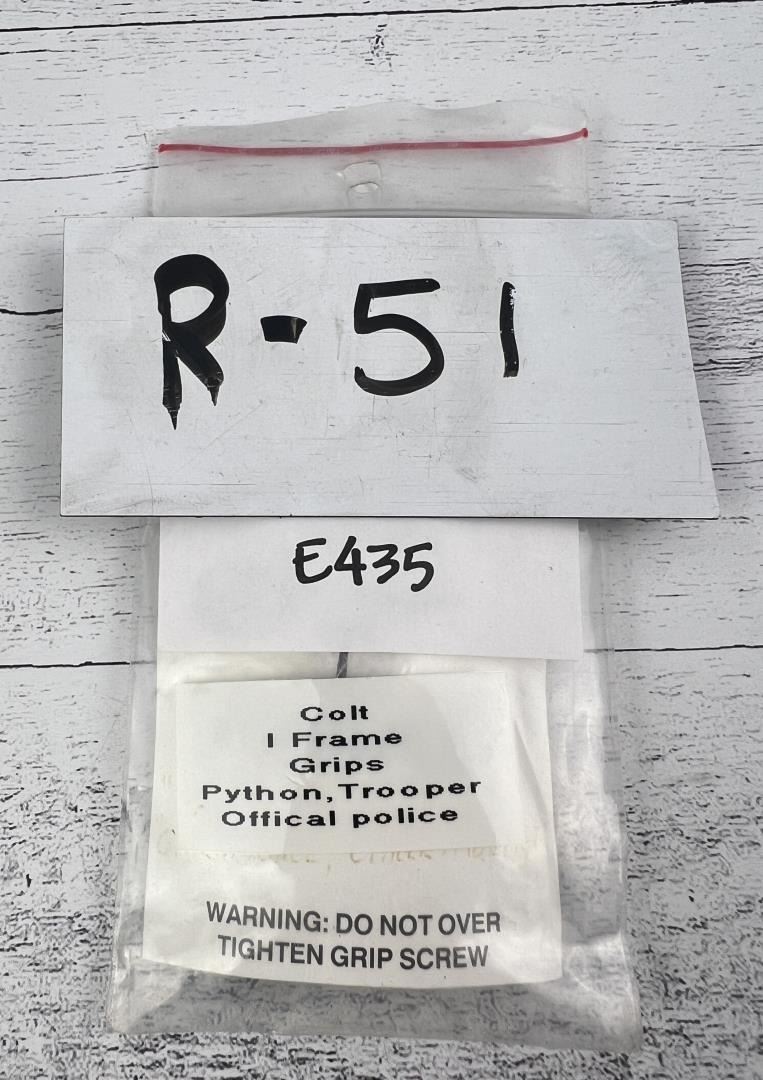 R-51
E435
Colt
I Frame
Grips
Python,Trooper
Offical police
WARNING: DO NOT OVER
TIGHTEN GRIP SCREW